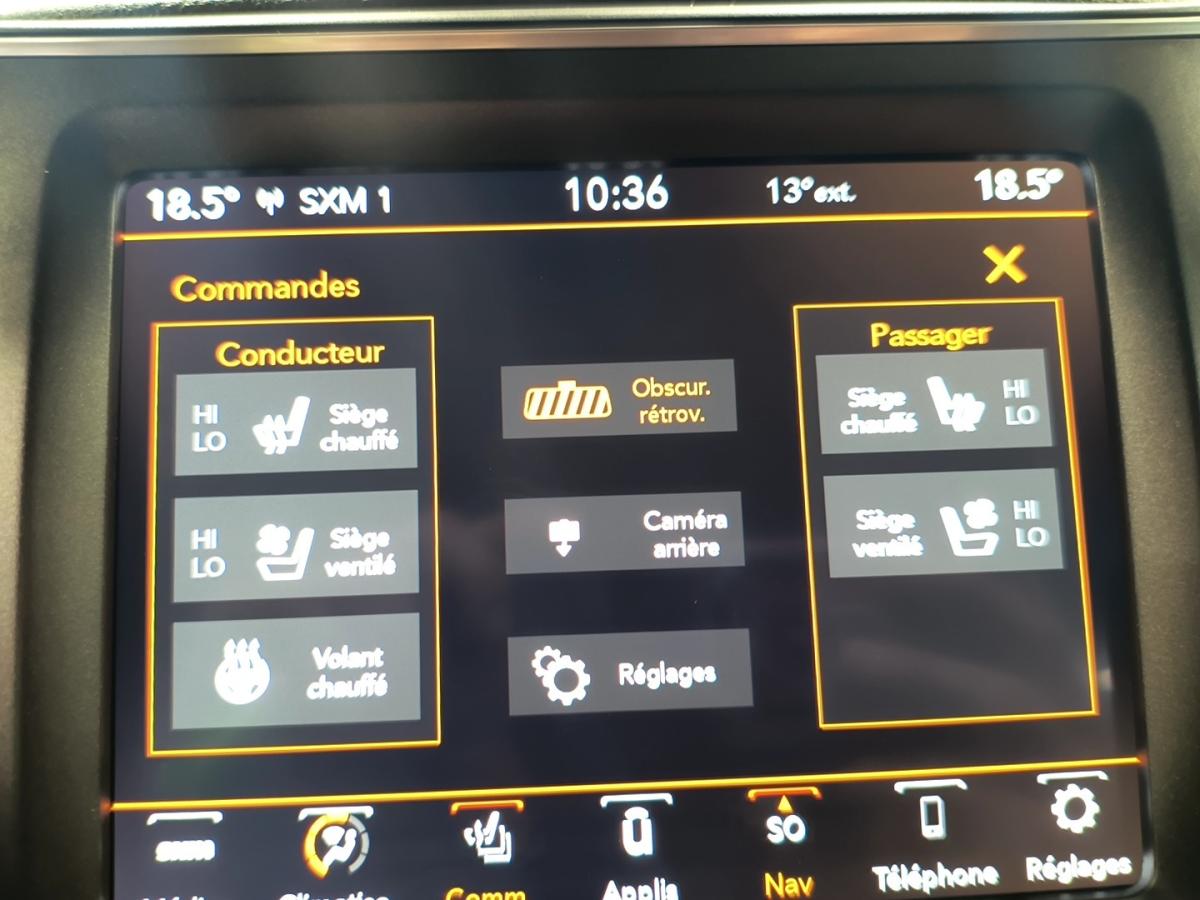 18.5° SXM 1 10:36 13° ext. 18.5°
Commandes
Conducteur
HI
LO
Siège
chauffé
HI
LO
Siège
ventilé
Volant
chauffé
Obscur.
rétrov.
Caméra
arrière
Réglages
Passager
Siège
chauffé
HI
LO
Siège
ventilé
HI
LO
SO
Comm
Applis
Nav
Téléphone
Réglages